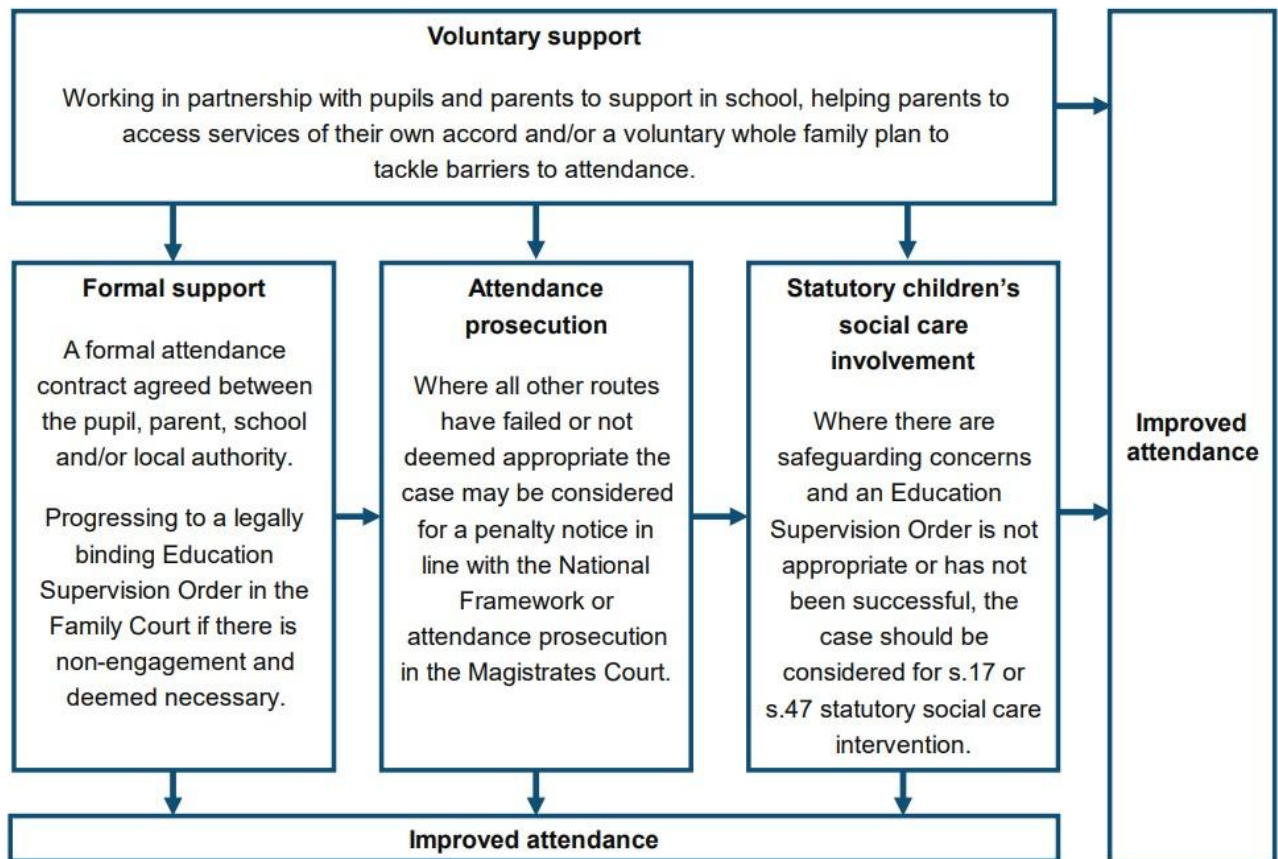 Voluntary support
Working in partnership with pupils and parents to support in school, helping parents to
access services of their own accord and/or a voluntary whole family plan to
tackle barriers to attendance.
Formal support
A formal attendance
contract agreed between
the pupil, parent, school
and/or local authority.
Progressing to a legally
binding Education
Supervision Order in the
Family Court if there is
non-engagement and
deemed necessary.
Attendance
prosecution
Where all other routes
have failed or not
deemed appropriate the
case may be considered
for a penalty notice in
line with the National
Framework or
attendance prosecution
in the Magistrates Court.
Statutory children's
social care
involvement
Where there are
safeguarding concerns
and an Education
Supervision Order is not
appropriate or has not
been successful, the
case should be
considered for s.17 or
s.47 statutory social care
intervention.
Improved
attendance
Improved attendance